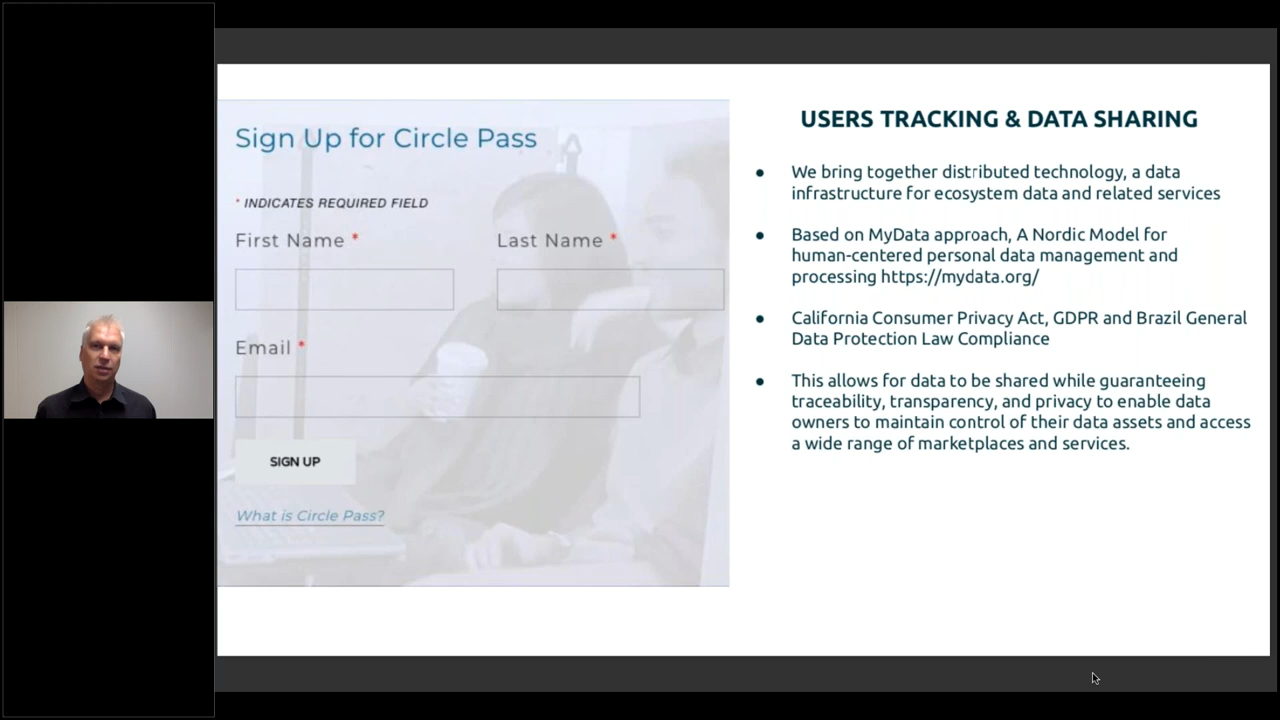 Sign Up for Circle Pass
* INDICATES REQUIRED FIELD
First Name *
Last Name *
Email *
SIGN UP
What is Circle Pass?
USERS TRACKING & DATA SHARING
● We bring together distributed technology, a data
infrastructure for ecosystem data and related services
● Based on MyData approach, A Nordic Model for
human-centered personal data management and
processing https://mydata.org/
● California Consumer Privacy Act, GDPR and Brazil General
Data Protection Law Compliance
● This allows for data to be shared while guaranteeing
traceability, transparency, and privacy to enable data
owners to maintain control of their data assets and access
a wide range of marketplaces and services.